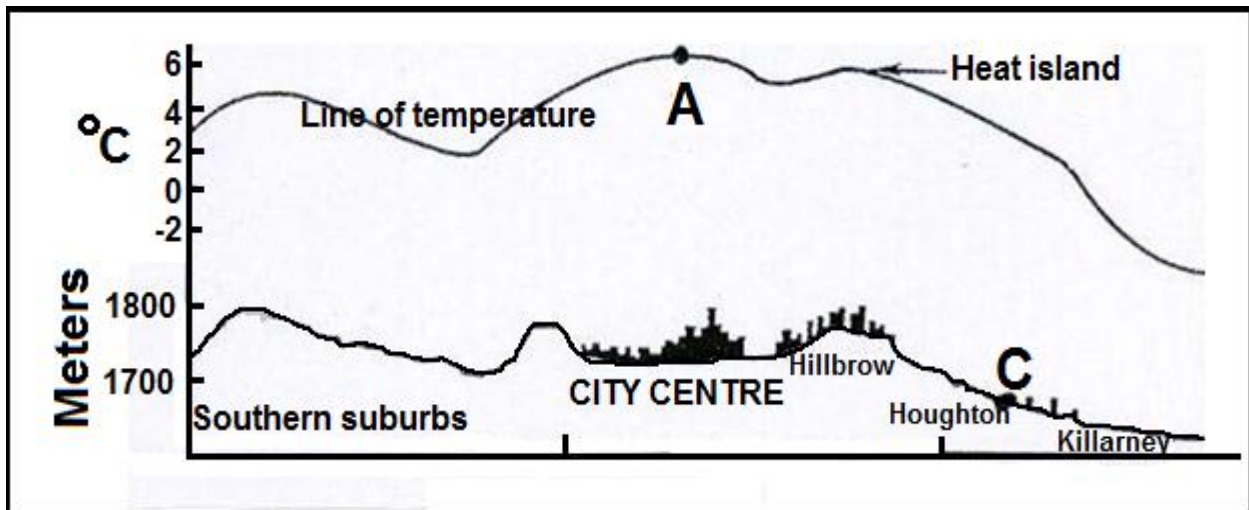 6
4
2
0
-2
°C
Line of temperature
A
Heat island
Meters
1800
1700
Southern suburbs
CITY CENTRE
Hillbrow
Houghton
C
Killarney